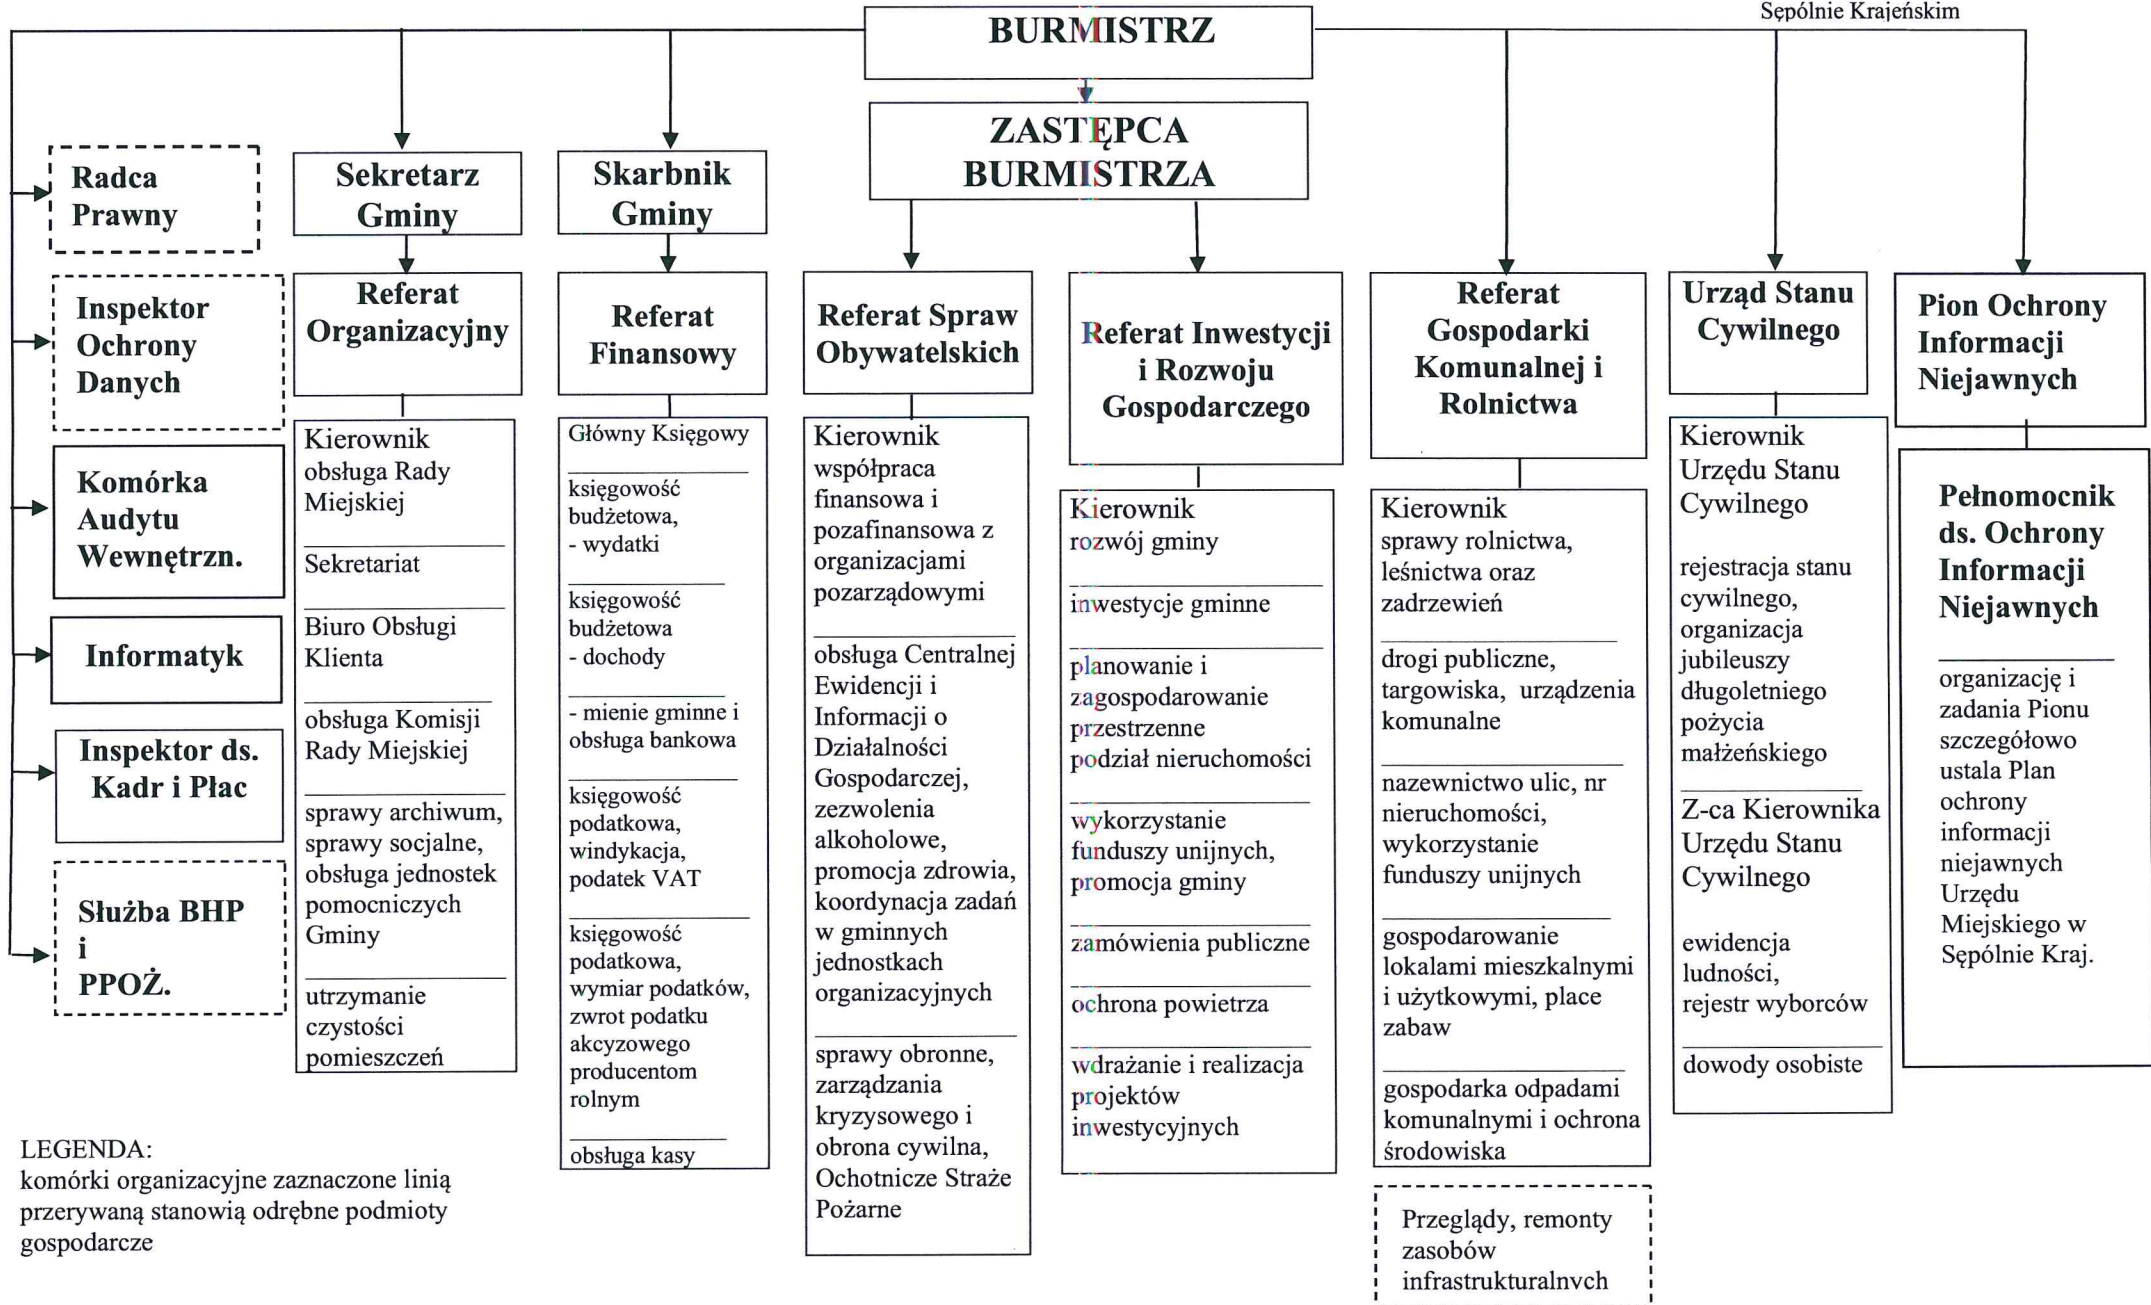 Sępólnie Krajeńskim
BURMISTRZ
ZASTĘPCA
BURMISTRZA
Radca
Prawny
Inspektor
Ochrony
Danych
Komórka
Audytu
Wewnętrzn.
Informatyk
Inspektor ds.
Kadr i Płac
Służba BHP
i
PPOŻ.
Sekretarz
Gminy
Referat
Organizacyjny
Kierownik
obsługa Rady
Miejskiej
Sekretariat
Biuro Obsługi
Klienta
obsługa Komisji
Rady Miejskiej
sprawy archiwum,
sprawy socjalne,
obsługa jednostek
pomocniczych
Gminy
utrzymanie
czystości
pomieszczeń
Skarbnik
Gminy
Referat
Finansowy
Główny Księgowy
księgowość
budżetowa,
- wydatki
księgowość
budżetowa
- dochody
- mienie gminne i
obsługa bankowa
księgowość
podatkowa,
windykacja,
podatek VAT
księgowość
podatkowa,
wymiar podatków,
zwrot podatku
akcyzowego
producentom
rolnym
obsługa kasy
Referat Spraw
Obywatelskich
Kierownik
współpraca
finansowa i
pozafinansowa z
organizacjami
pozarządowymi
obsługa Centralnej
Ewidencji i
Informacji o
Działalności
Gospodarczej,
zezwolenia
alkoholowe,
promocja zdrowia,
koordynacja zadań
w gminnych
jednostkach
organizacyjnych
sprawy obronne,
zarządzania
kryzysowego i
obrona cywilna,
Ochotnicze Straże
Pożarne
Referat Inwestycji
i Rozwoju
Gospodarczego
Kierownik
rozwój gminy
inwestycje gminne
planowanie i
zagospodarowanie
przestrzenne
podział nieruchomości
wykorzystanie
funduszy unijnych,
promocja gminy
zamówienia publiczne
ochrona powietrza
wdrażanie i realizacja
projektów
inwestycyjnych
Referat
Gospodarki
Komunalnej i
Rolnictwa
Kierownik
sprawy rolnictwa,
leśnictwa oraz
zadrzewień
drogi publiczne,
targowiska, urządzenia
komunalne
nazewnictwo ulic, nr
nieruchomości,
wykorzystanie
funduszy unijnych
gospodarowanie
lokalami mieszkalnymi
i użytkowymi, place
zabaw
gospodarka odpadami
komunalnymi i ochrona
środowiska
Przeglądy, remonty
zasobów
infrastrukturalnych
Urząd Stanu
Cywilnego
Kierownik
Urzędu Stanu
Cywilnego
rejestracja stanu
cywilnego,
organizacja
jubileuszy
długoletniego
pożycia
małżeńskiego
Z-ca Kierownika
Urzędu Stanu
Cywilnego
ewidencja
ludności,
rejestr wyborców
dowody osobiste
Pion Ochrony
Informacji
Niejawnych
Pełnomocnik
ds. Ochrony
Informacji
Niejawnych
organizację i
zadania Pionu
szczegółowo
ustala Plan
ochrony
informacji
niejawnych
Urzędu
Miejskiego w
Sępólnie Kraj.
LEGENDA:
komórki organizacyjne zaznaczone linią
przerywaną stanowią odrębne podmioty
gospodarcze